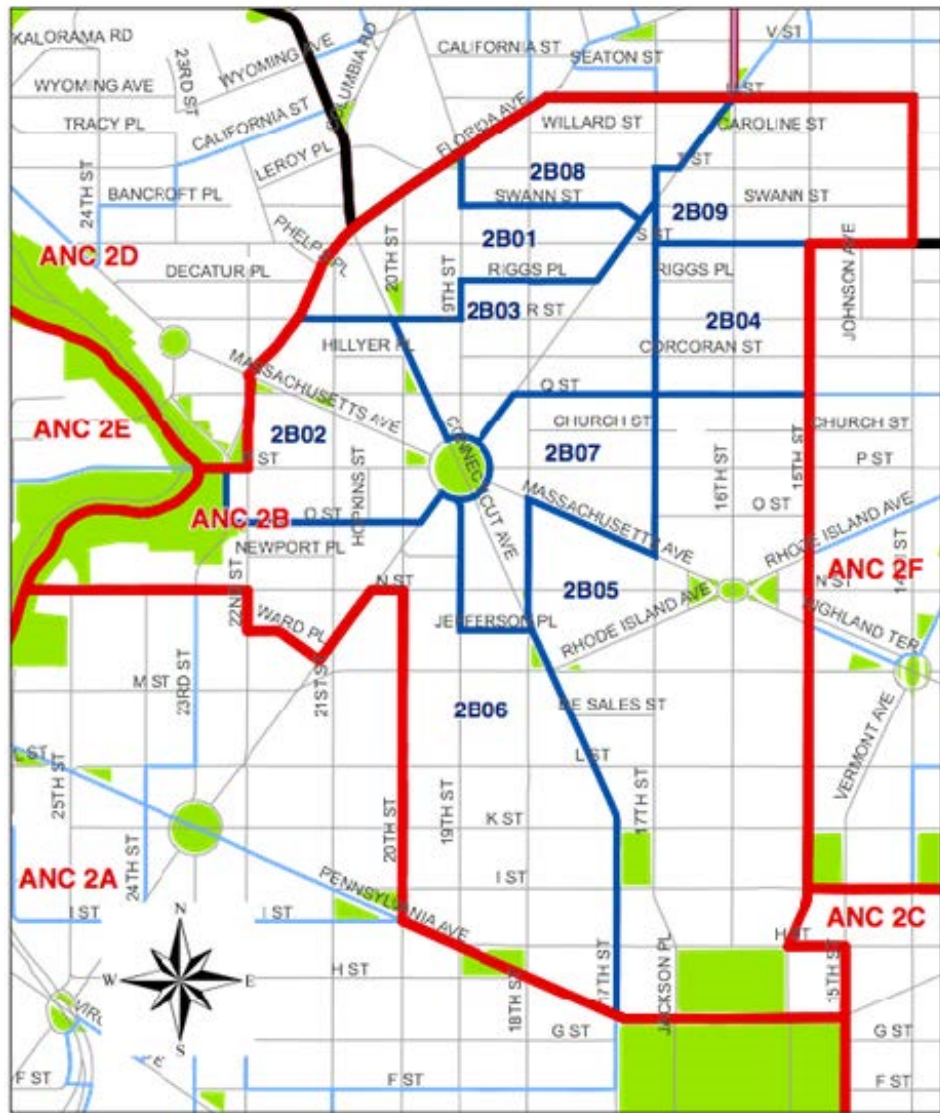 KALORAMA RD
23RD ST
WYOMING AVE
COLUMBIA RD
CALIFORNIA ST
V ST
SEATON ST
WYOMING AVE
TRACY PL
CALIFORNIA ST
FLORIDA AVE
WILLARD ST
CAROLINE ST
LEROY PL
T ST
24TH ST
BANCROFT PL
2B08
SWANN ST
2B09
SWANN ST
PHELPS PL
20TH ST
2B01
S ST
JOHNSON AVE
ANC 2D
DECATUR PL
9TH ST
RIGGS PL
RIGGS PL
2B03
R ST
2B04
HILLYER PL
CORCORAN ST
MASSACHUSETTS AVE
Q ST
ANC 2E
2B02
CONNECTICUT AVE
CHURCH ST
CHURCH ST
2B07
16TH ST
15TH ST
P ST
HOPKINS ST
MASSACHUSETTS AVE
O ST
RHODE ISLAND AVE
ANC 2B
O ST
NEWPORT PL
22ND ST
N ST
2B05
ANC 2F
N ST
WARD PL
JEFFERSON PL
RHODE ISLAND AVE
HIGHLAND TER
M ST
23RD ST
21ST ST
2B06
DE SALES ST
VERMONT AVE
L ST
L ST
25TH ST
24TH ST
20TH ST
19TH ST
17TH ST
K ST
ANC 2A
I ST
PENNSYLVANIA AVE
ANC 2C
I ST
I ST
N
H ST
W
E
H ST
18TH ST
17TH ST
JACKSON PL
15TH ST
S
G ST
G ST
F ST
F ST
F ST